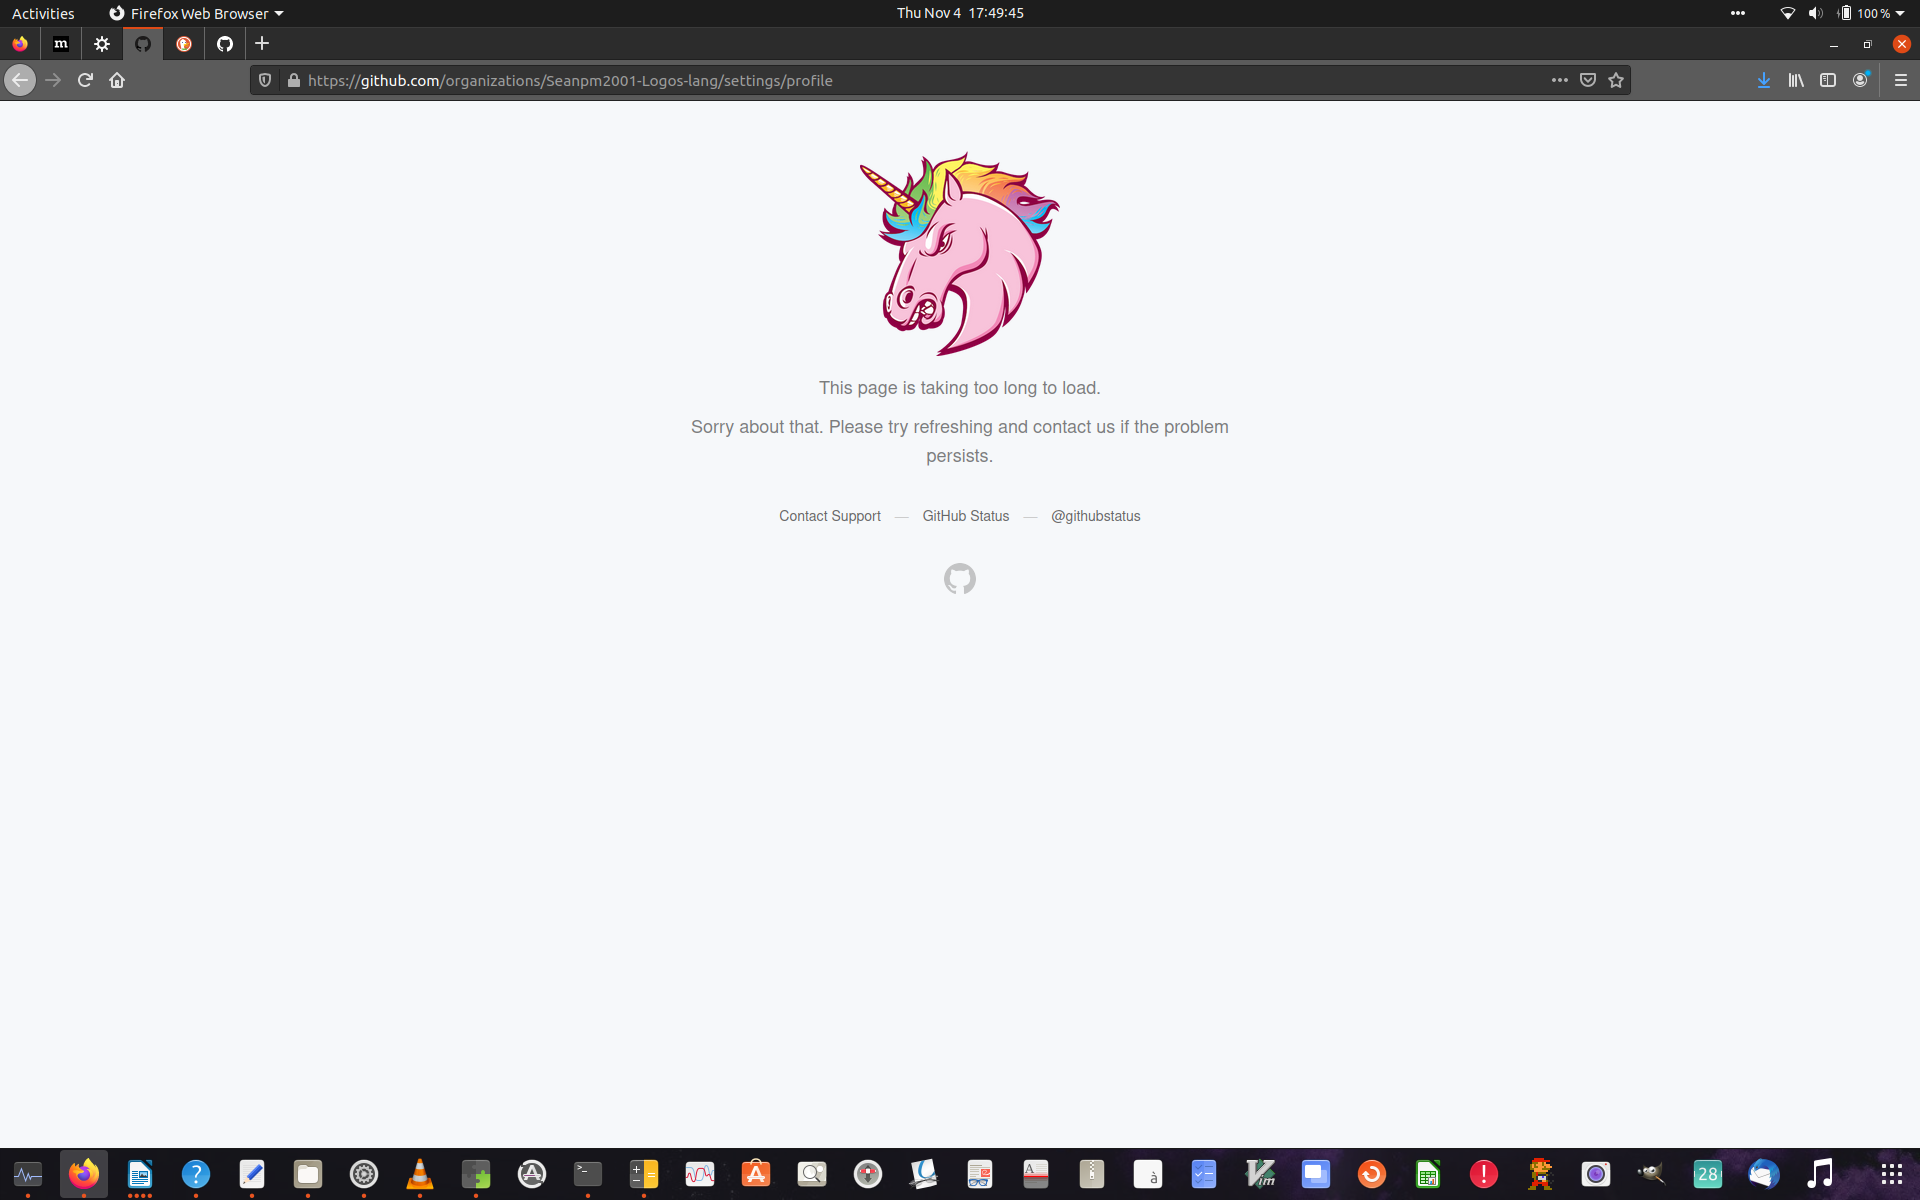 Activities
Firefox Web Browser
Thu Nov 4 17:49:45
100 %
m
https://github.com/organizations/Seanpm2001-Logos-lang/settings/profile
This page is taking too long to load.
Sorry about that. Please try refreshing and contact us if the problem
persists.
Contact Support — GitHub Status — @githubstatus
?
>_
A
à
Vim
!
28